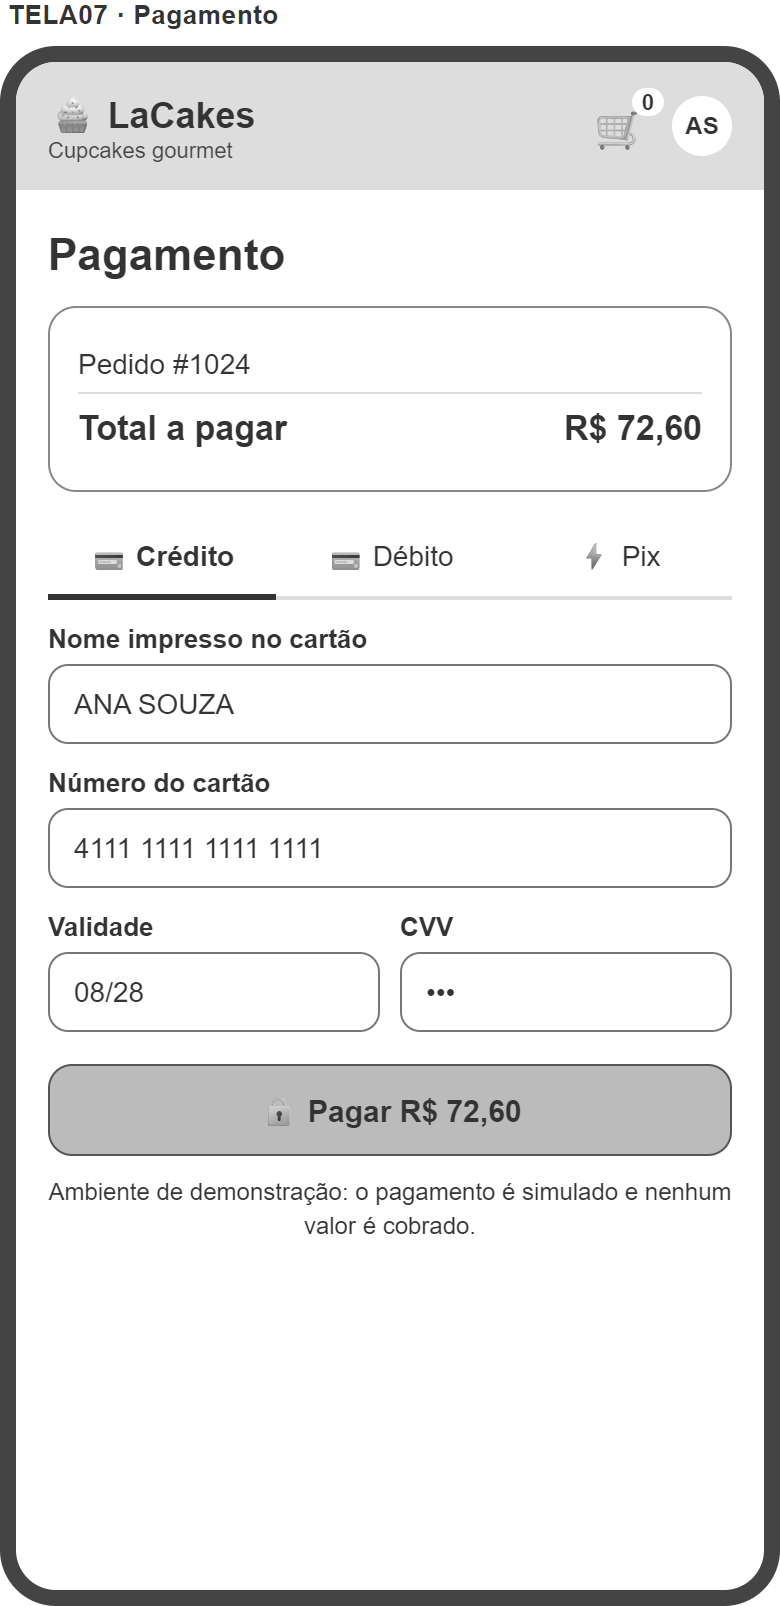 TELA07 · Pagamento
LaCakes
Cupcakes gourmet
0
AS
Pagamento
Pedido #1024
Total a pagar R$ 72,60
Crédito Débito Pix
Nome impresso no cartão
ANA SOUZA
Número do cartão
4111 1111 1111 1111
Validade CVV
08/28 •••
Pagar R$ 72,60
Ambiente de demonstração: o pagamento é simulado e nenhum
valor é cobrado.